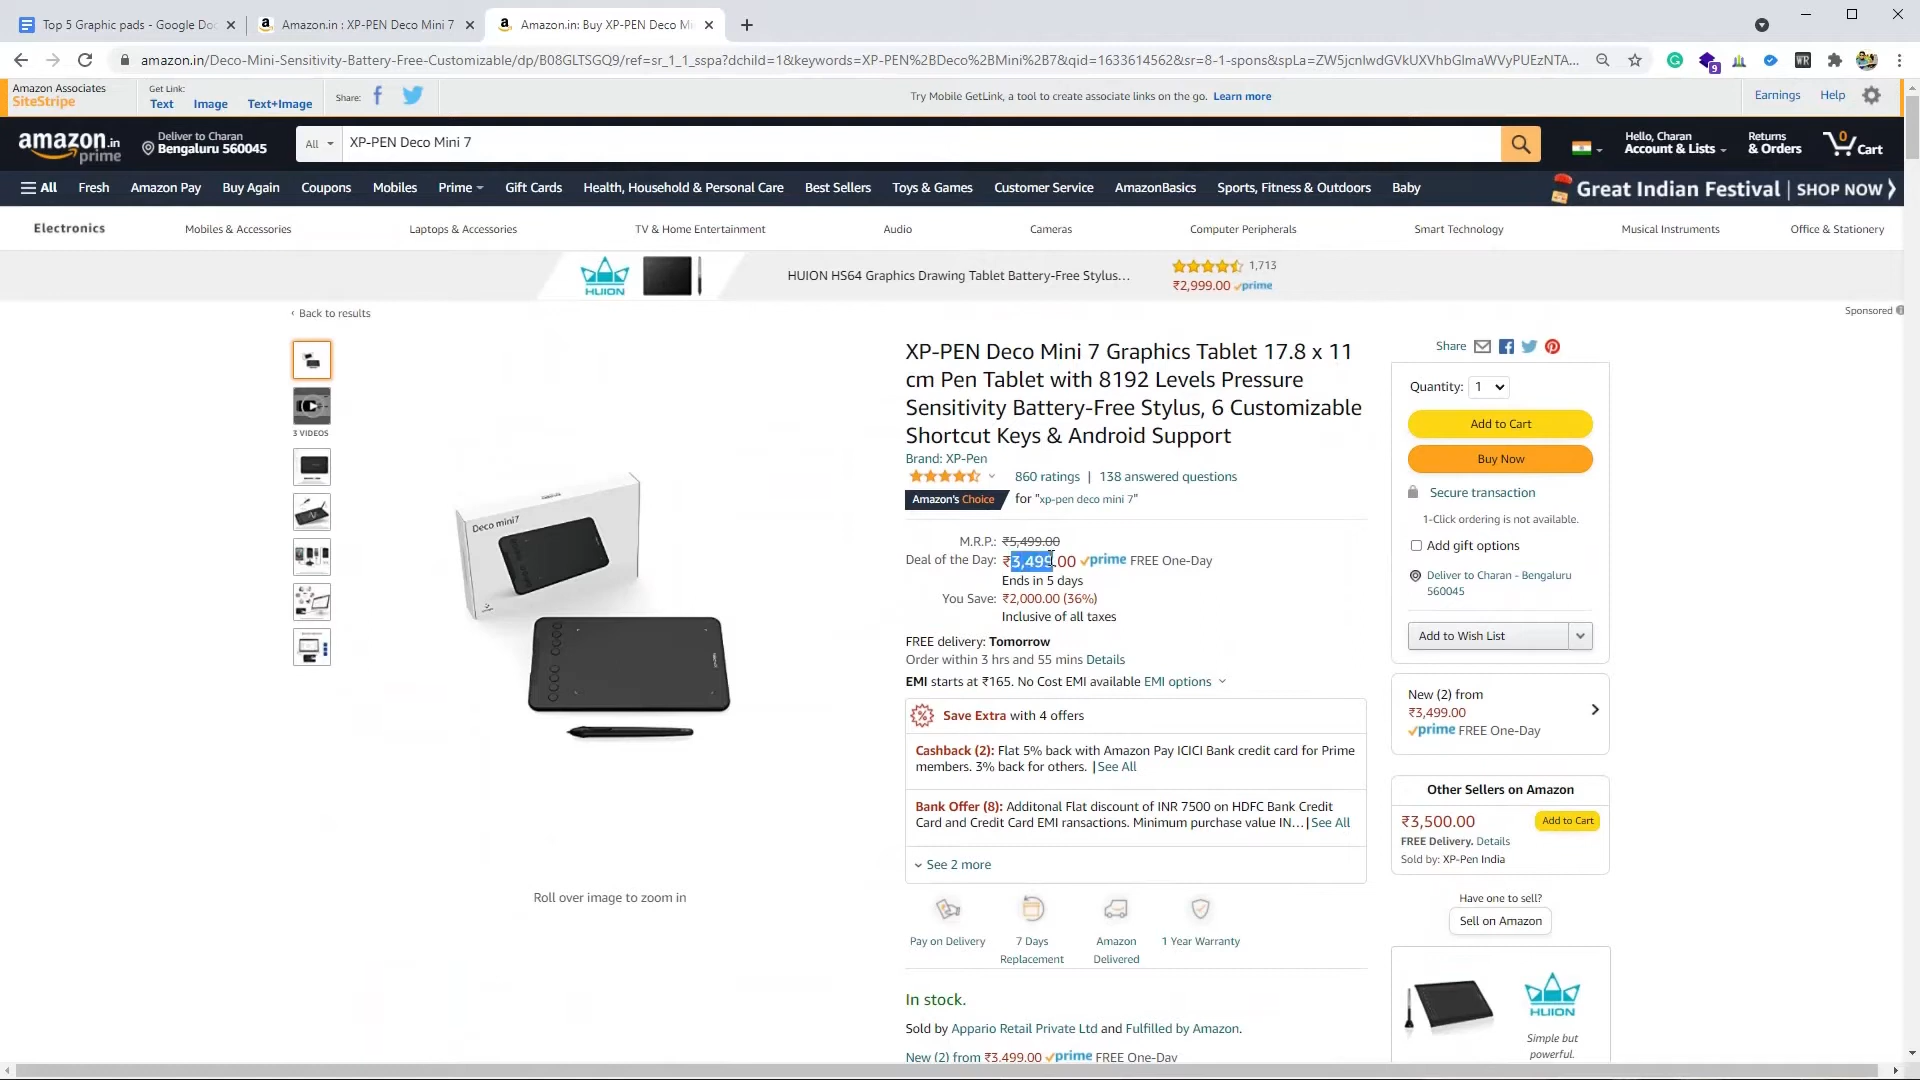 Top 5 Graphic pads - Google Doc
Amazon.in : XP-PEN Deco Mini 7
Amazon.in: Buy XP-PEN Deco Mi
amazon.in/Deco-Mini-Sensitivity-Battery-Free-Customizable/dp/B08GLTSGQ9/ref=sr_1_1_sspa?dchild=1&keywords=XP-PEN%2BDeco%2BMini%2B7&qid=1633614562&sr=8-1-spons&spLa=ZW5jcnlwdGVkUXVhbGlmaWVyPUEzNTA...
9
WR
Amazon Associates
SiteStripe
Get Link:
Text Image Text+Image
Share:
Try Mobile GetLink, a tool to create associate links on the go. Learn more
Earnings Help
amazon.in
prime
Deliver to Charan
Bengaluru 560045
All
XP-PEN Deco Mini 7
Hello, Charan
Account & Lists
Returns
& Orders
0
Cart
All Fresh Amazon Pay Buy Again Coupons Mobiles Prime Gift Cards Health, Household & Personal Care Best Sellers Toys & Games Customer Service AmazonBasics Sports, Fitness & Outdoors Baby
Great Indian Festival | SHOP NOW
Electronics Mobiles & Accessories Laptops & Accessories TV & Home Entertainment Audio Cameras Computer Peripherals Smart Technology Musical Instruments Office & Stationery
HUION
HUION HS64 Graphics Drawing Tablet Battery-Free Stylus...
1,713
₹2,999.00 prime
Sponsored
‹ Back to results
3 VIDEOS
Deco mini7
Roll over image to zoom in
XP-PEN Deco Mini 7 Graphics Tablet 17.8 x 11
cm Pen Tablet with 8192 Levels Pressure
Sensitivity Battery-Free Stylus, 6 Customizable
Shortcut Keys & Android Support
Brand: XP-Pen
860 ratings | 138 answered questions
Amazon's Choice for "xp-pen deco mini 7"
M.R.P.: ₹5,499.00
Deal of the Day: ₹3,499.00 prime FREE One-Day
Ends in 5 days
You Save: ₹2,000.00 (36%)
Inclusive of all taxes
FREE delivery: Tomorrow
Order within 3 hrs and 55 mins Details
EMI starts at ₹165. No Cost EMI available EMI options
Save Extra with 4 offers
Cashback (2): Flat 5% back with Amazon Pay ICICI Bank credit card for Prime
members. 3% back for others. | See All
Bank Offer (8): Additonal Flat discount of INR 7500 on HDFC Bank Credit
Card and Credit Card EMI ransactions. Minimum purchase value IN... | See All
See 2 more
Pay on Delivery
7 Days
Replacement
Amazon
Delivered
1 Year Warranty
In stock.
Sold by Appario Retail Private Ltd and Fulfilled by Amazon.
New (2) from ₹3,499.00 prime FREE One-Day
Share
Quantity: 1
Add to Cart
Buy Now
Secure transaction
1-Click ordering is not available.
Add gift options
Deliver to Charan - Bengaluru
560045
Add to Wish List
New (2) from
₹3,499.00
prime FREE One-Day
Other Sellers on Amazon
₹3,500.00
Add to Cart
FREE Delivery. Details
Sold by: XP-Pen India
Have one to sell?
Sell on Amazon
HUION
Simple but
powerful.